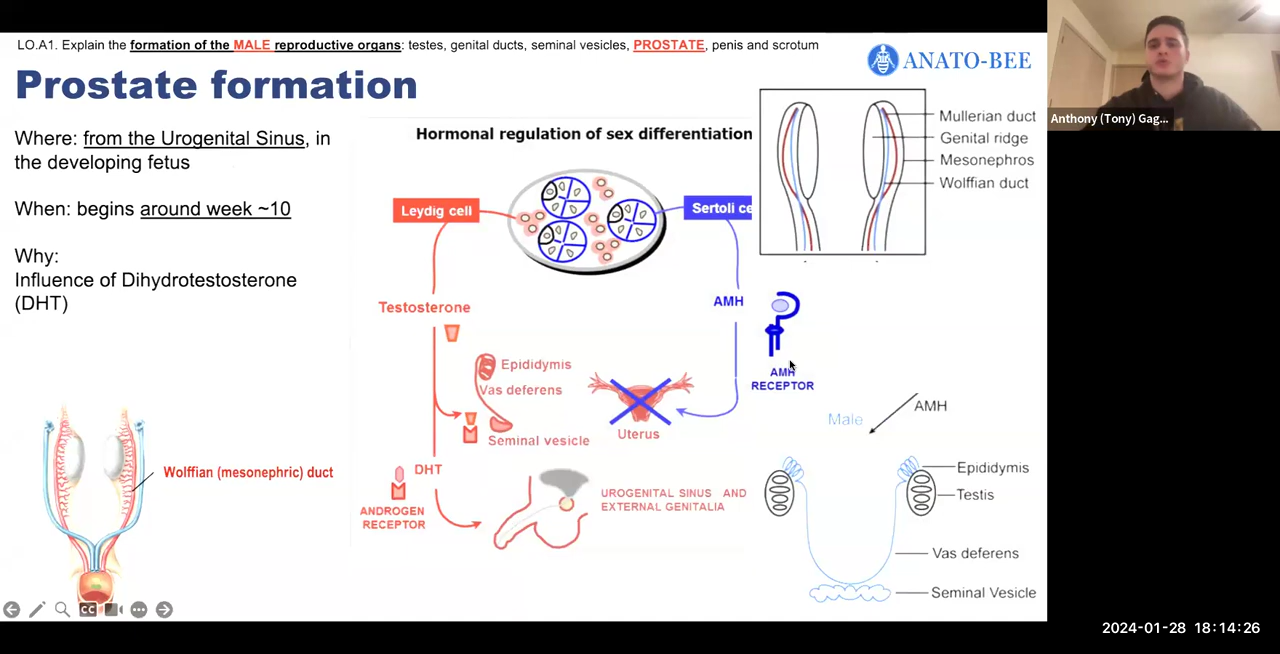 LO.A1. Explain the formation of the MALE reproductive organs: testes, genital ducts, seminal vesicles, PROSTATE, penis and scrotum
ANATO-BEE
Prostate formation
Where: from the Urogenital Sinus, in
the developing fetus
When: begins around week ~10
Why:
Influence of Dihydrotestosterone
(DHT)
Wolffian (mesonephric) duct
Hormonal regulation of sex differentiation
Leydig cell
Sertoli ce
Testosterone
AMH
Epididymis
Vas deferens
Seminal vesicle
Uterus
AMH
RECEPTOR
DHT
ANDROGEN
RECEPTOR
UROGENITAL SINUS AND
EXTERNAL GENITALIA
Mullerian duct
Genital ridge
Mesonephros
Wolffian duct
Male
AMH
Epididymis
Testis
Vas deferens
Seminal Vesicle
CC
Anthony (Tony) Gag...
2024-01-28 18:14:26